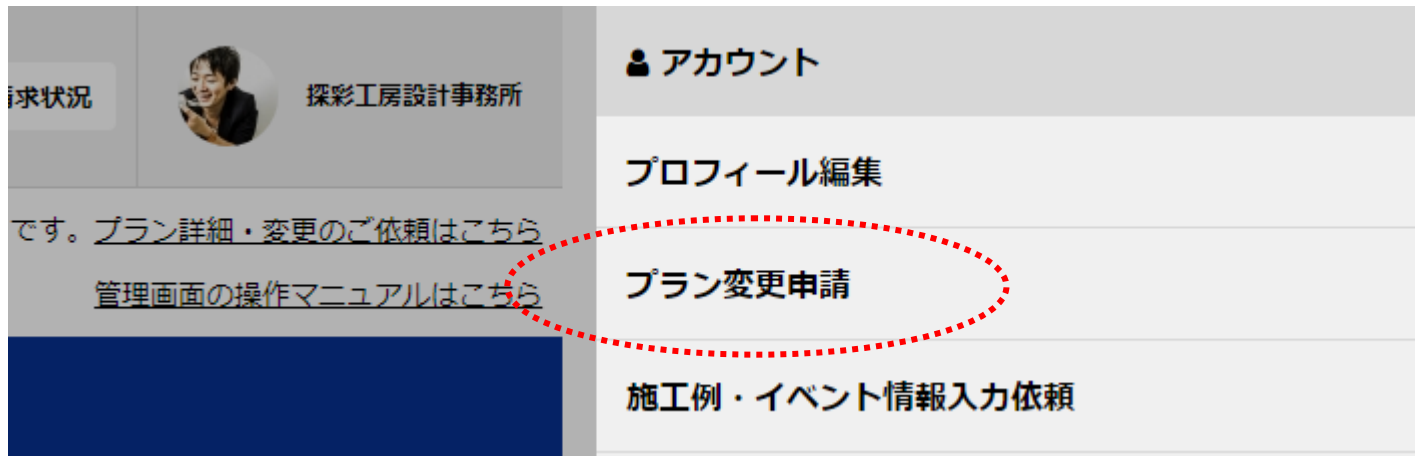 求状況
探彩工房設計事務所
です。プラン詳細・変更のご依頼はこちら
管理画面の操作マニュアルはこちら
アカウント
プロフィール編集
プラン変更申請
施工例・イベント情報入力依頼